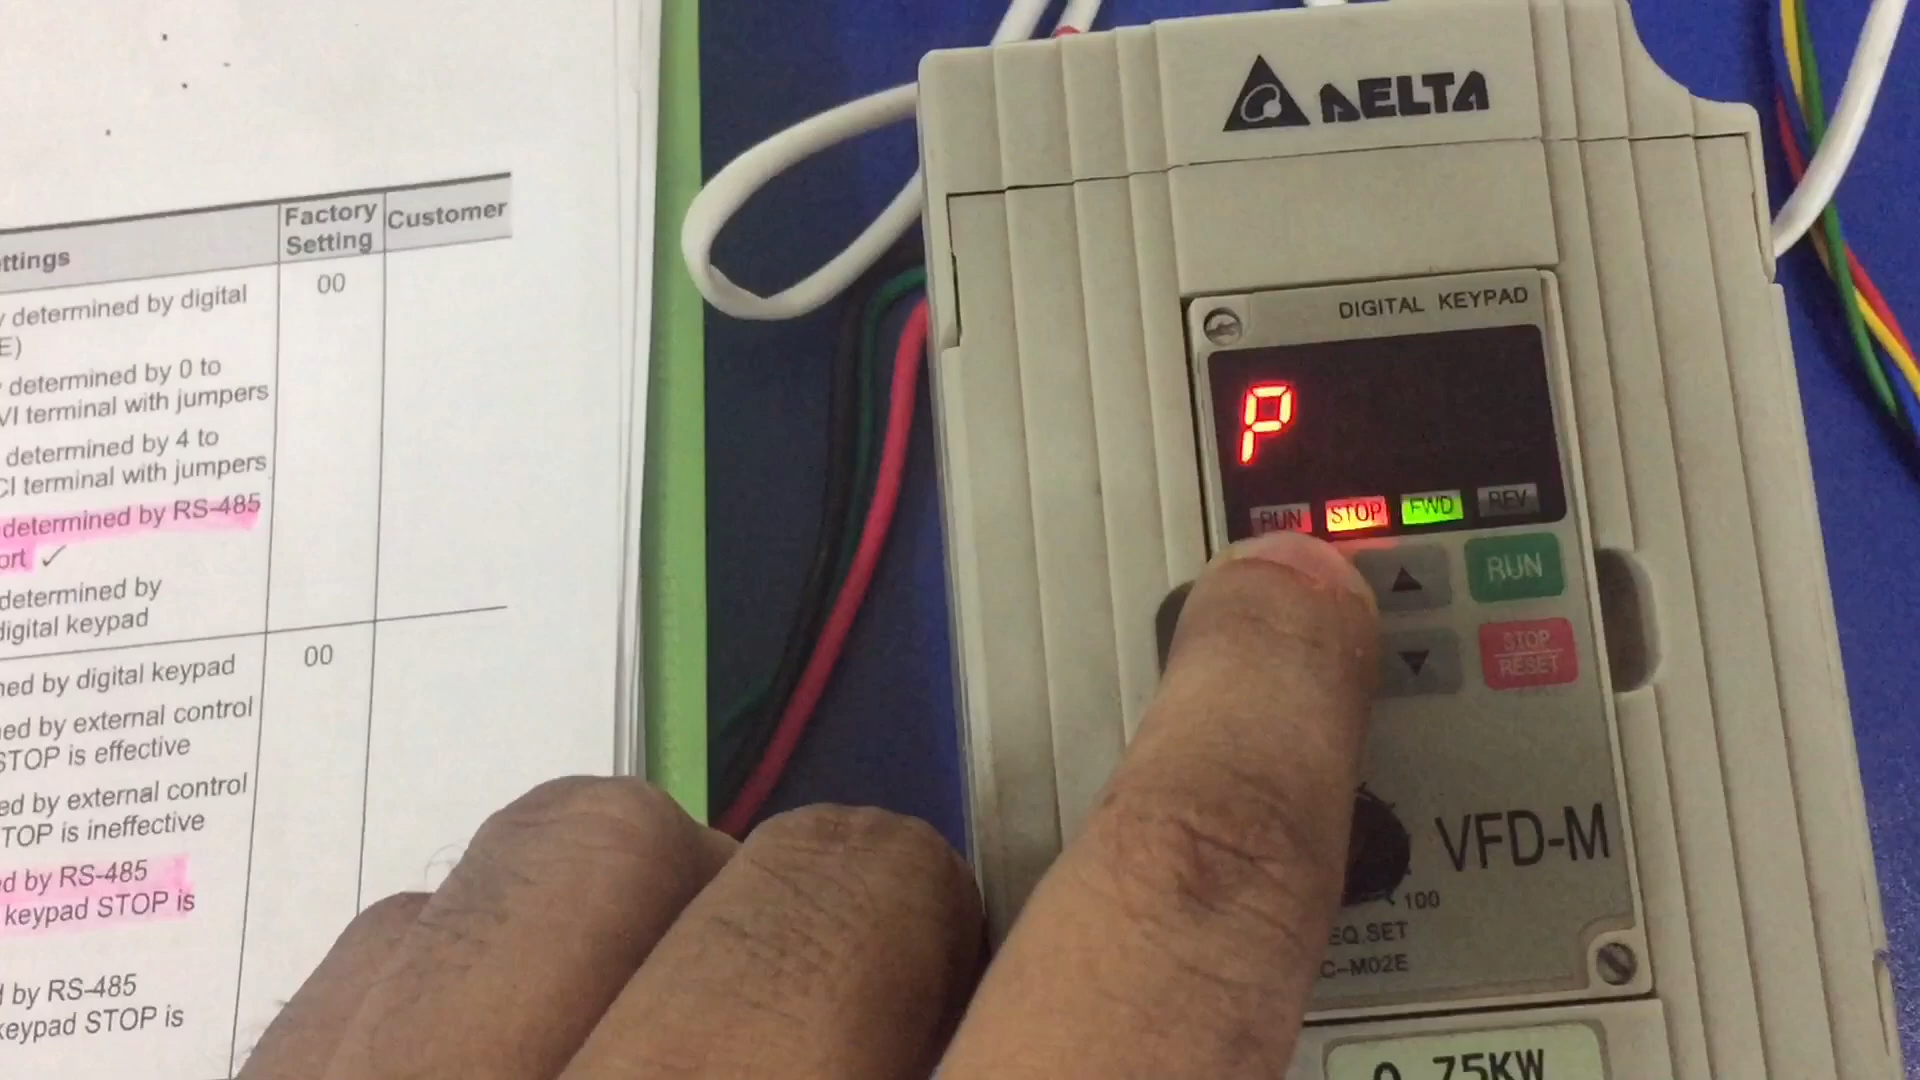 Factory
Setting
Customer
ttings
determined by digital
E)
00
determined by 0 to
VI terminal with jumpers
determined by 4 to
CI terminal with jumpers
determined by RS-485
ort ✓
determined by
digital keypad
ned by digital keypad
00
ed by external control
STOP is effective
ed by external control
TOP is ineffective
d by RS-485
keypad STOP is
by RS-485
keypad STOP is
DELTA
DIGITAL KEYPAD
P
RUN STOP FWD REV
▲ RUN
▼ STOP
RESET
VFD-M
100
EQ.SET
C-M02E
0.75KW